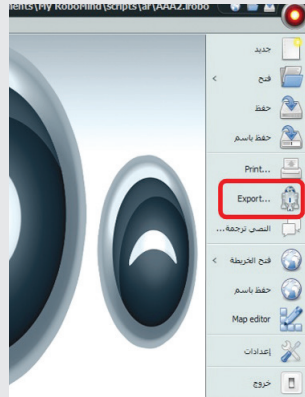 ents\My RoboMind\scripts\ar\AAA2.irobo
جديد
فتح
حفظ
حفظ باسم
Print...
Export...
النصي ترجمة...
فتح الخريطة
حفظ باسم
Map editor
إعدادات
خروج